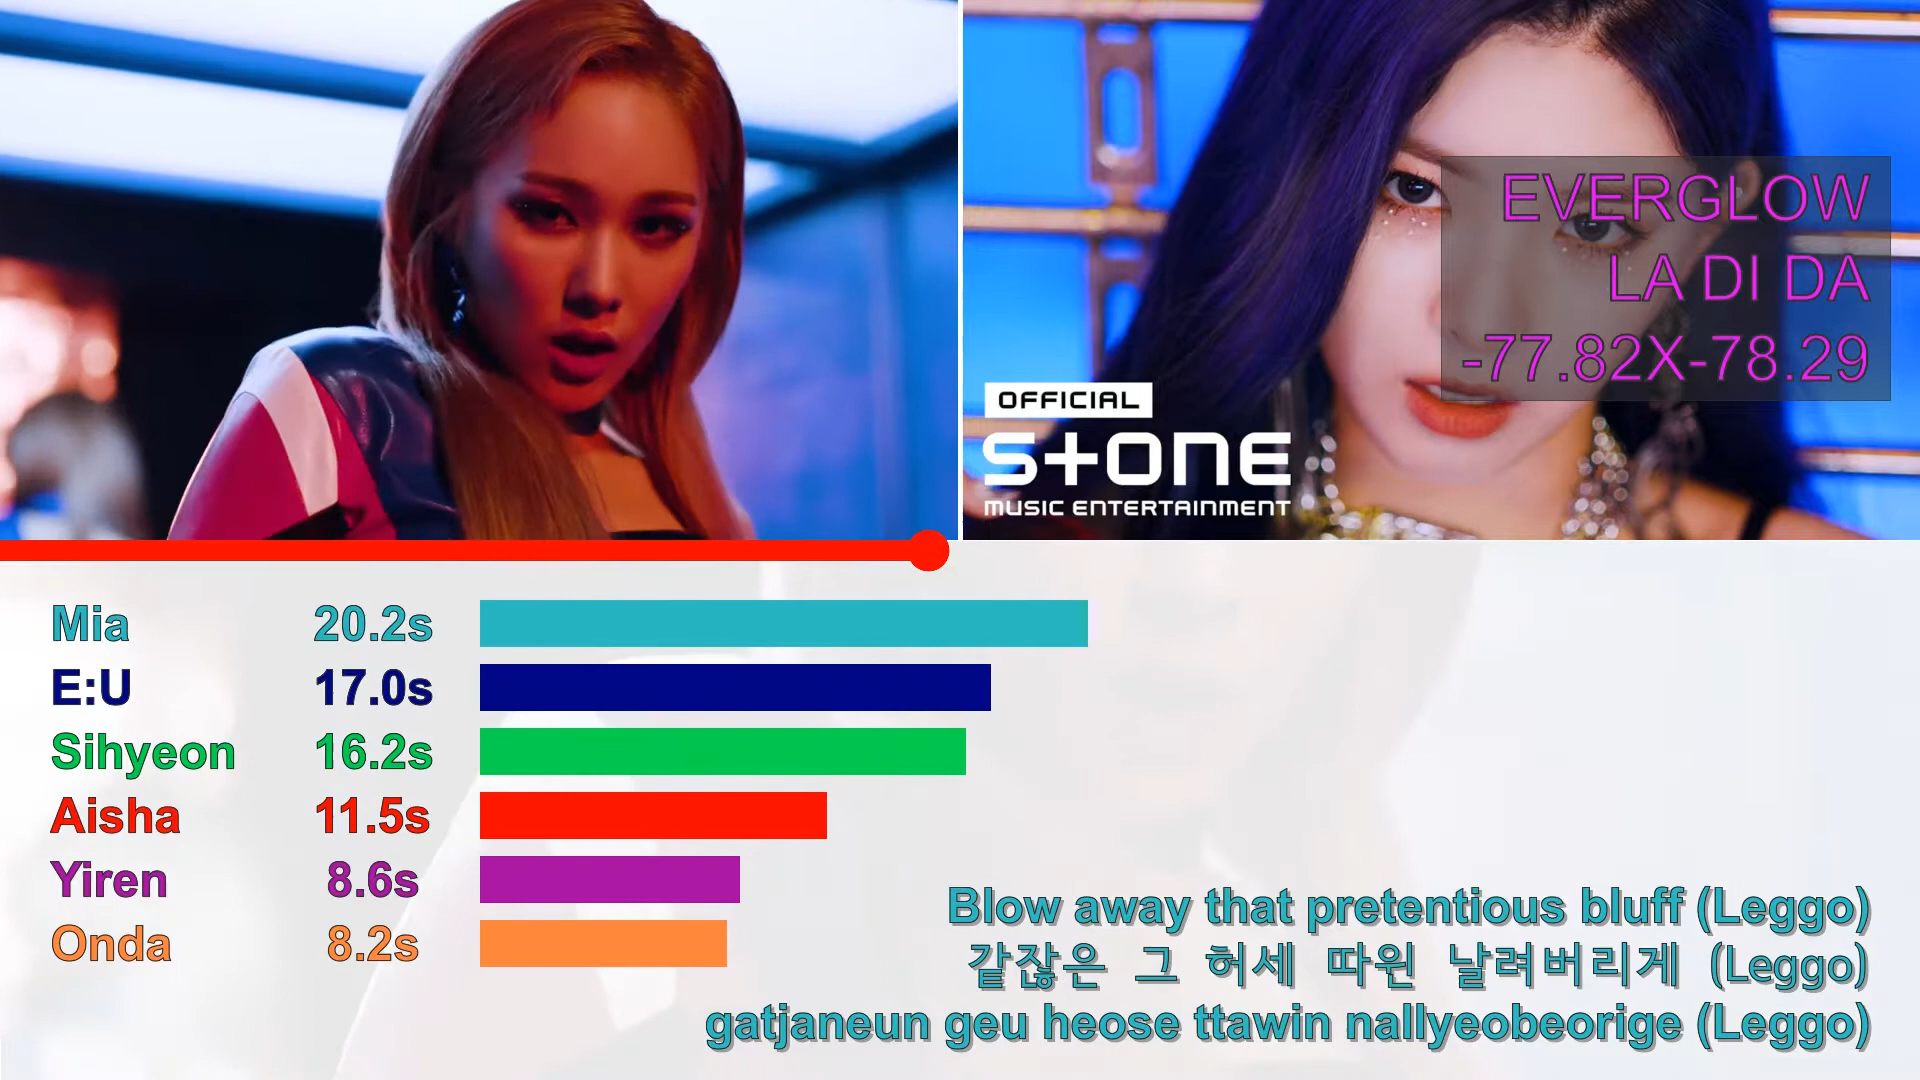 EVERGLOW
LA DI DA
-77.82X-78.29
OFFICIAL
STONE
MUSIC ENTERTAINMENT
Mia 20.2s
E:U 17.0s
Sihyeon 16.2s
Aisha 11.5s
Yiren 8.6s
Onda 8.2s
Blow away that pretentious bluff (Leggo)
같잖은 그 허세 따윈 날려버리게 (Leggo)
gatjaneun geu heose ttawin nallyeobeorige (Leggo)